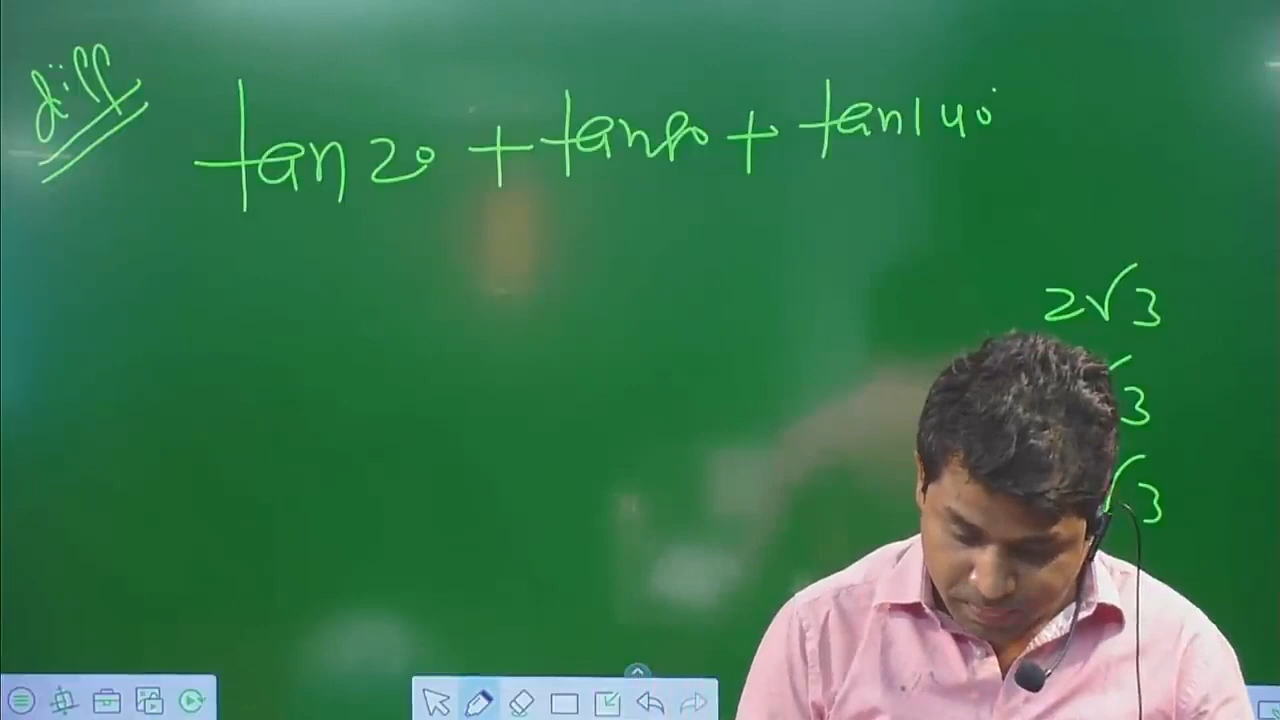 diff
tan 20 + tan80 + tan140°
2√3
√3
√3